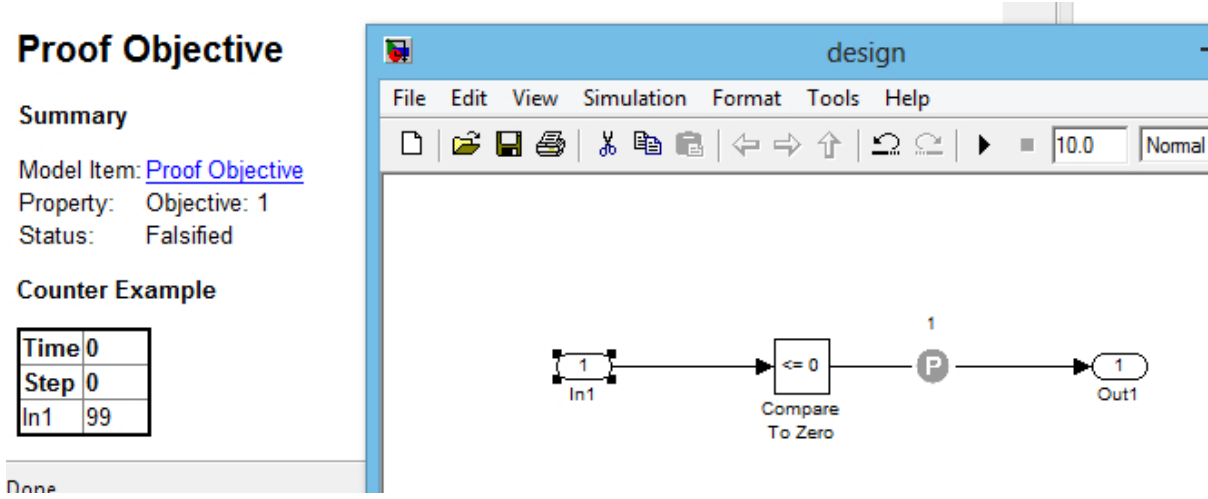 Proof Objective
Summary
Model Item: Proof Objective
Property: Objective: 1
Status: Falsified
Counter Example
Time 0
Step 0
In1 99
Done
design
File Edit View Simulation Format Tools Help
10.0 Normal
1
1 <= 0 P 1
In1 Compare Out1
To Zero